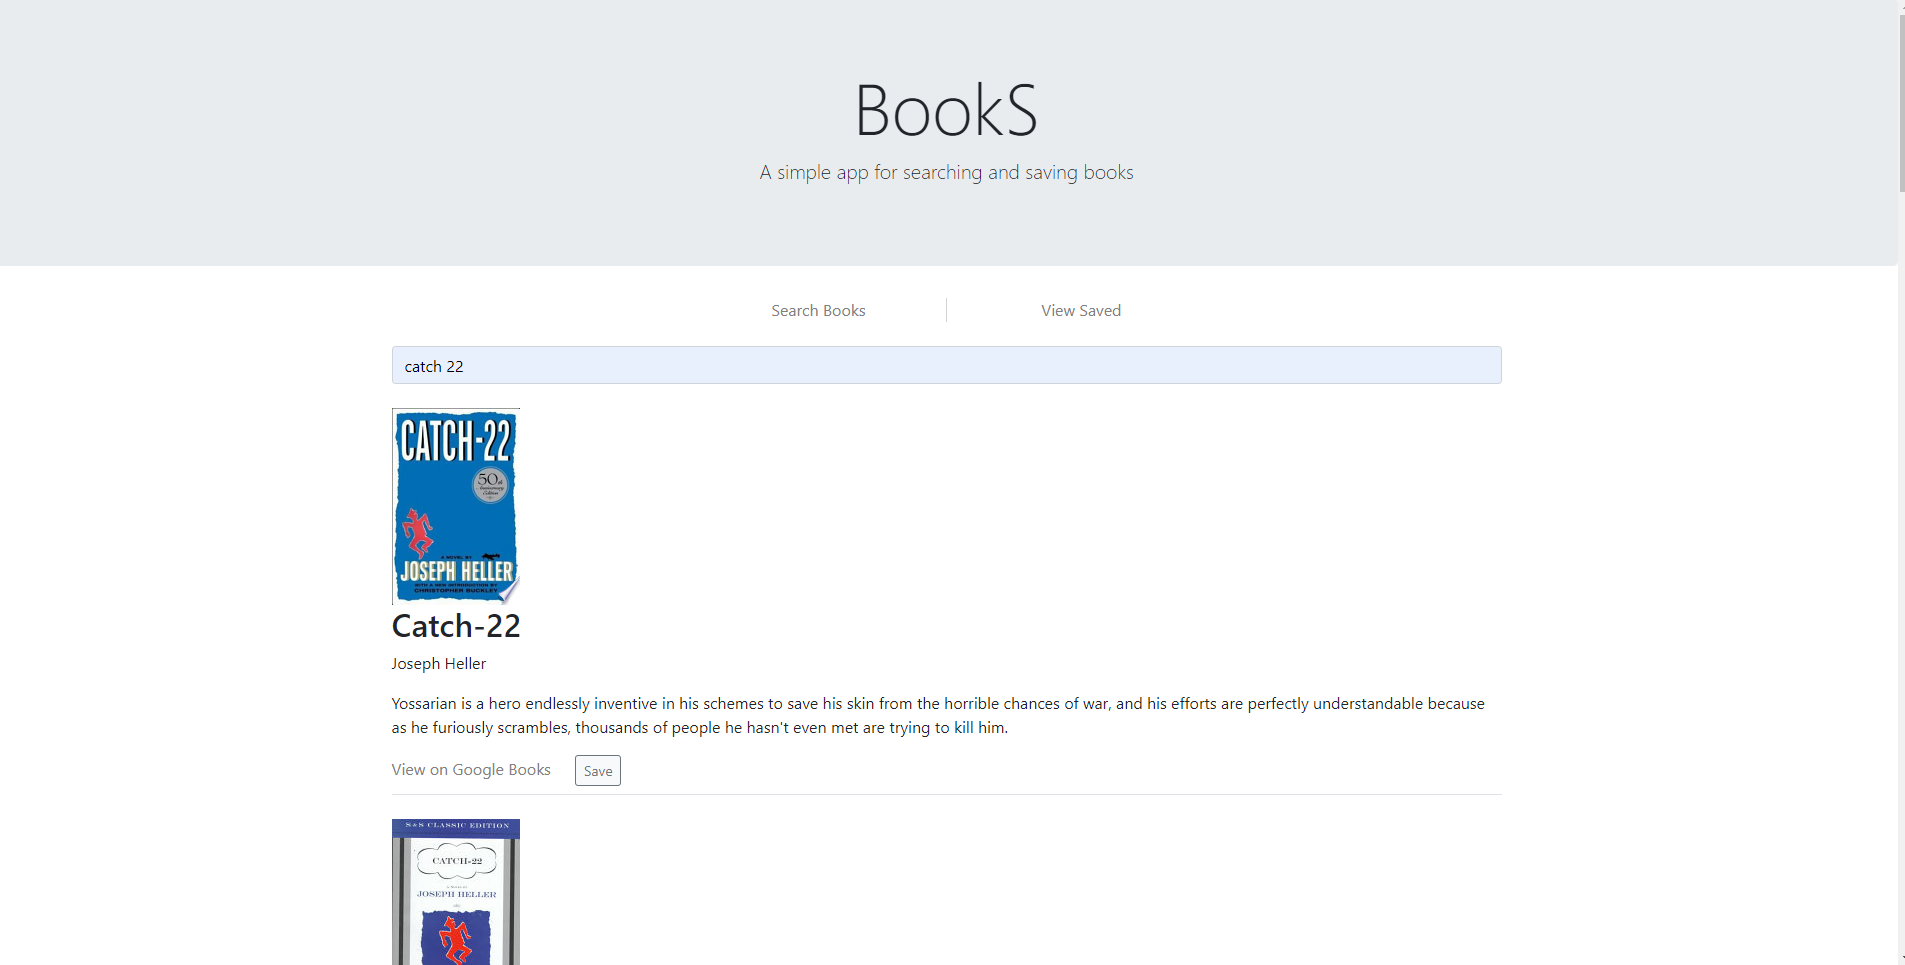 BookS
A simple app for searching and saving books
Search Books
View Saved
catch 22
CATCH-22
50th
Anniversary
Edition
A NOVEL BY
JOSEPH HELLER
WITH A NEW INTRODUCTION BY
CHRISTOPHER BUCKLEY
Catch-22
Joseph Heller
Yossarian is a hero endlessly inventive in his schemes to save his skin from the horrible chances of war, and his efforts are perfectly understandable because
as he furiously scrambles, thousands of people he hasn't even met are trying to kill him.
View on Google Books
Save
S&S CLASSIC EDITION
CATCH-22
A NOVEL BY
JOSEPH HELLER